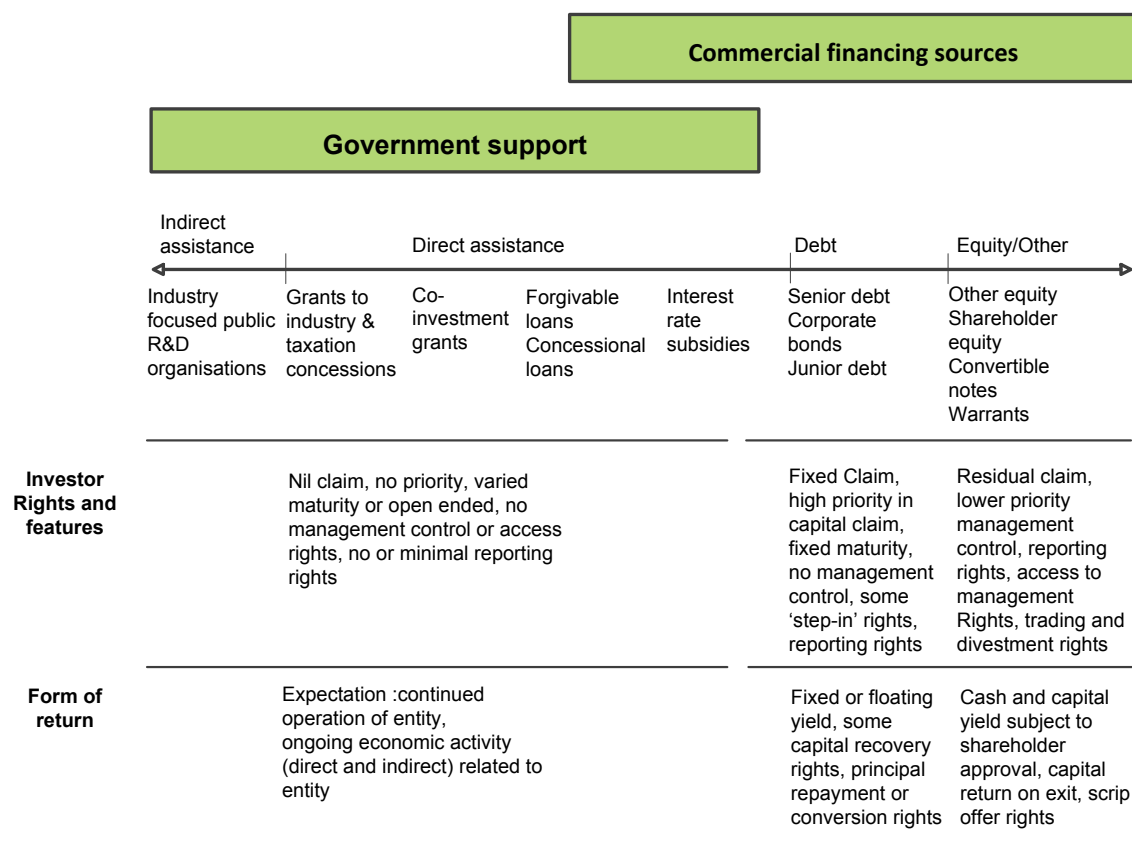 Commercial financing sources
Government support
Indirect
assistance
Direct assistance
Debt
Equity/Other
Industry
focused public
R&D
organisations
Grants to
industry &
taxation
concessions
Co-
investment
grants
Forgivable
loans
Concessional
loans
Interest
rate
subsidies
Senior debt
Corporate
bonds
Junior debt
Other equity
Shareholder
equity
Convertible
notes
Warrants
Investor
Rights and
features
Nil claim, no priority, varied
maturity or open ended, no
management control or access
rights, no or minimal reporting
rights
Fixed Claim,
high priority in
capital claim,
fixed maturity,
no management
control, some
‘step-in’ rights,
reporting rights
Residual claim,
lower priority
management
control, reporting
rights, access to
management
Rights, trading and
divestment rights
Form of
return
Expectation :continued
operation of entity,
ongoing economic activity
(direct and indirect) related to
entity
Fixed or floating
yield, some
capital recovery
rights, principal
repayment or
conversion rights
Cash and capital
yield subject to
shareholder
approval, capital
return on exit, scrip
offer rights